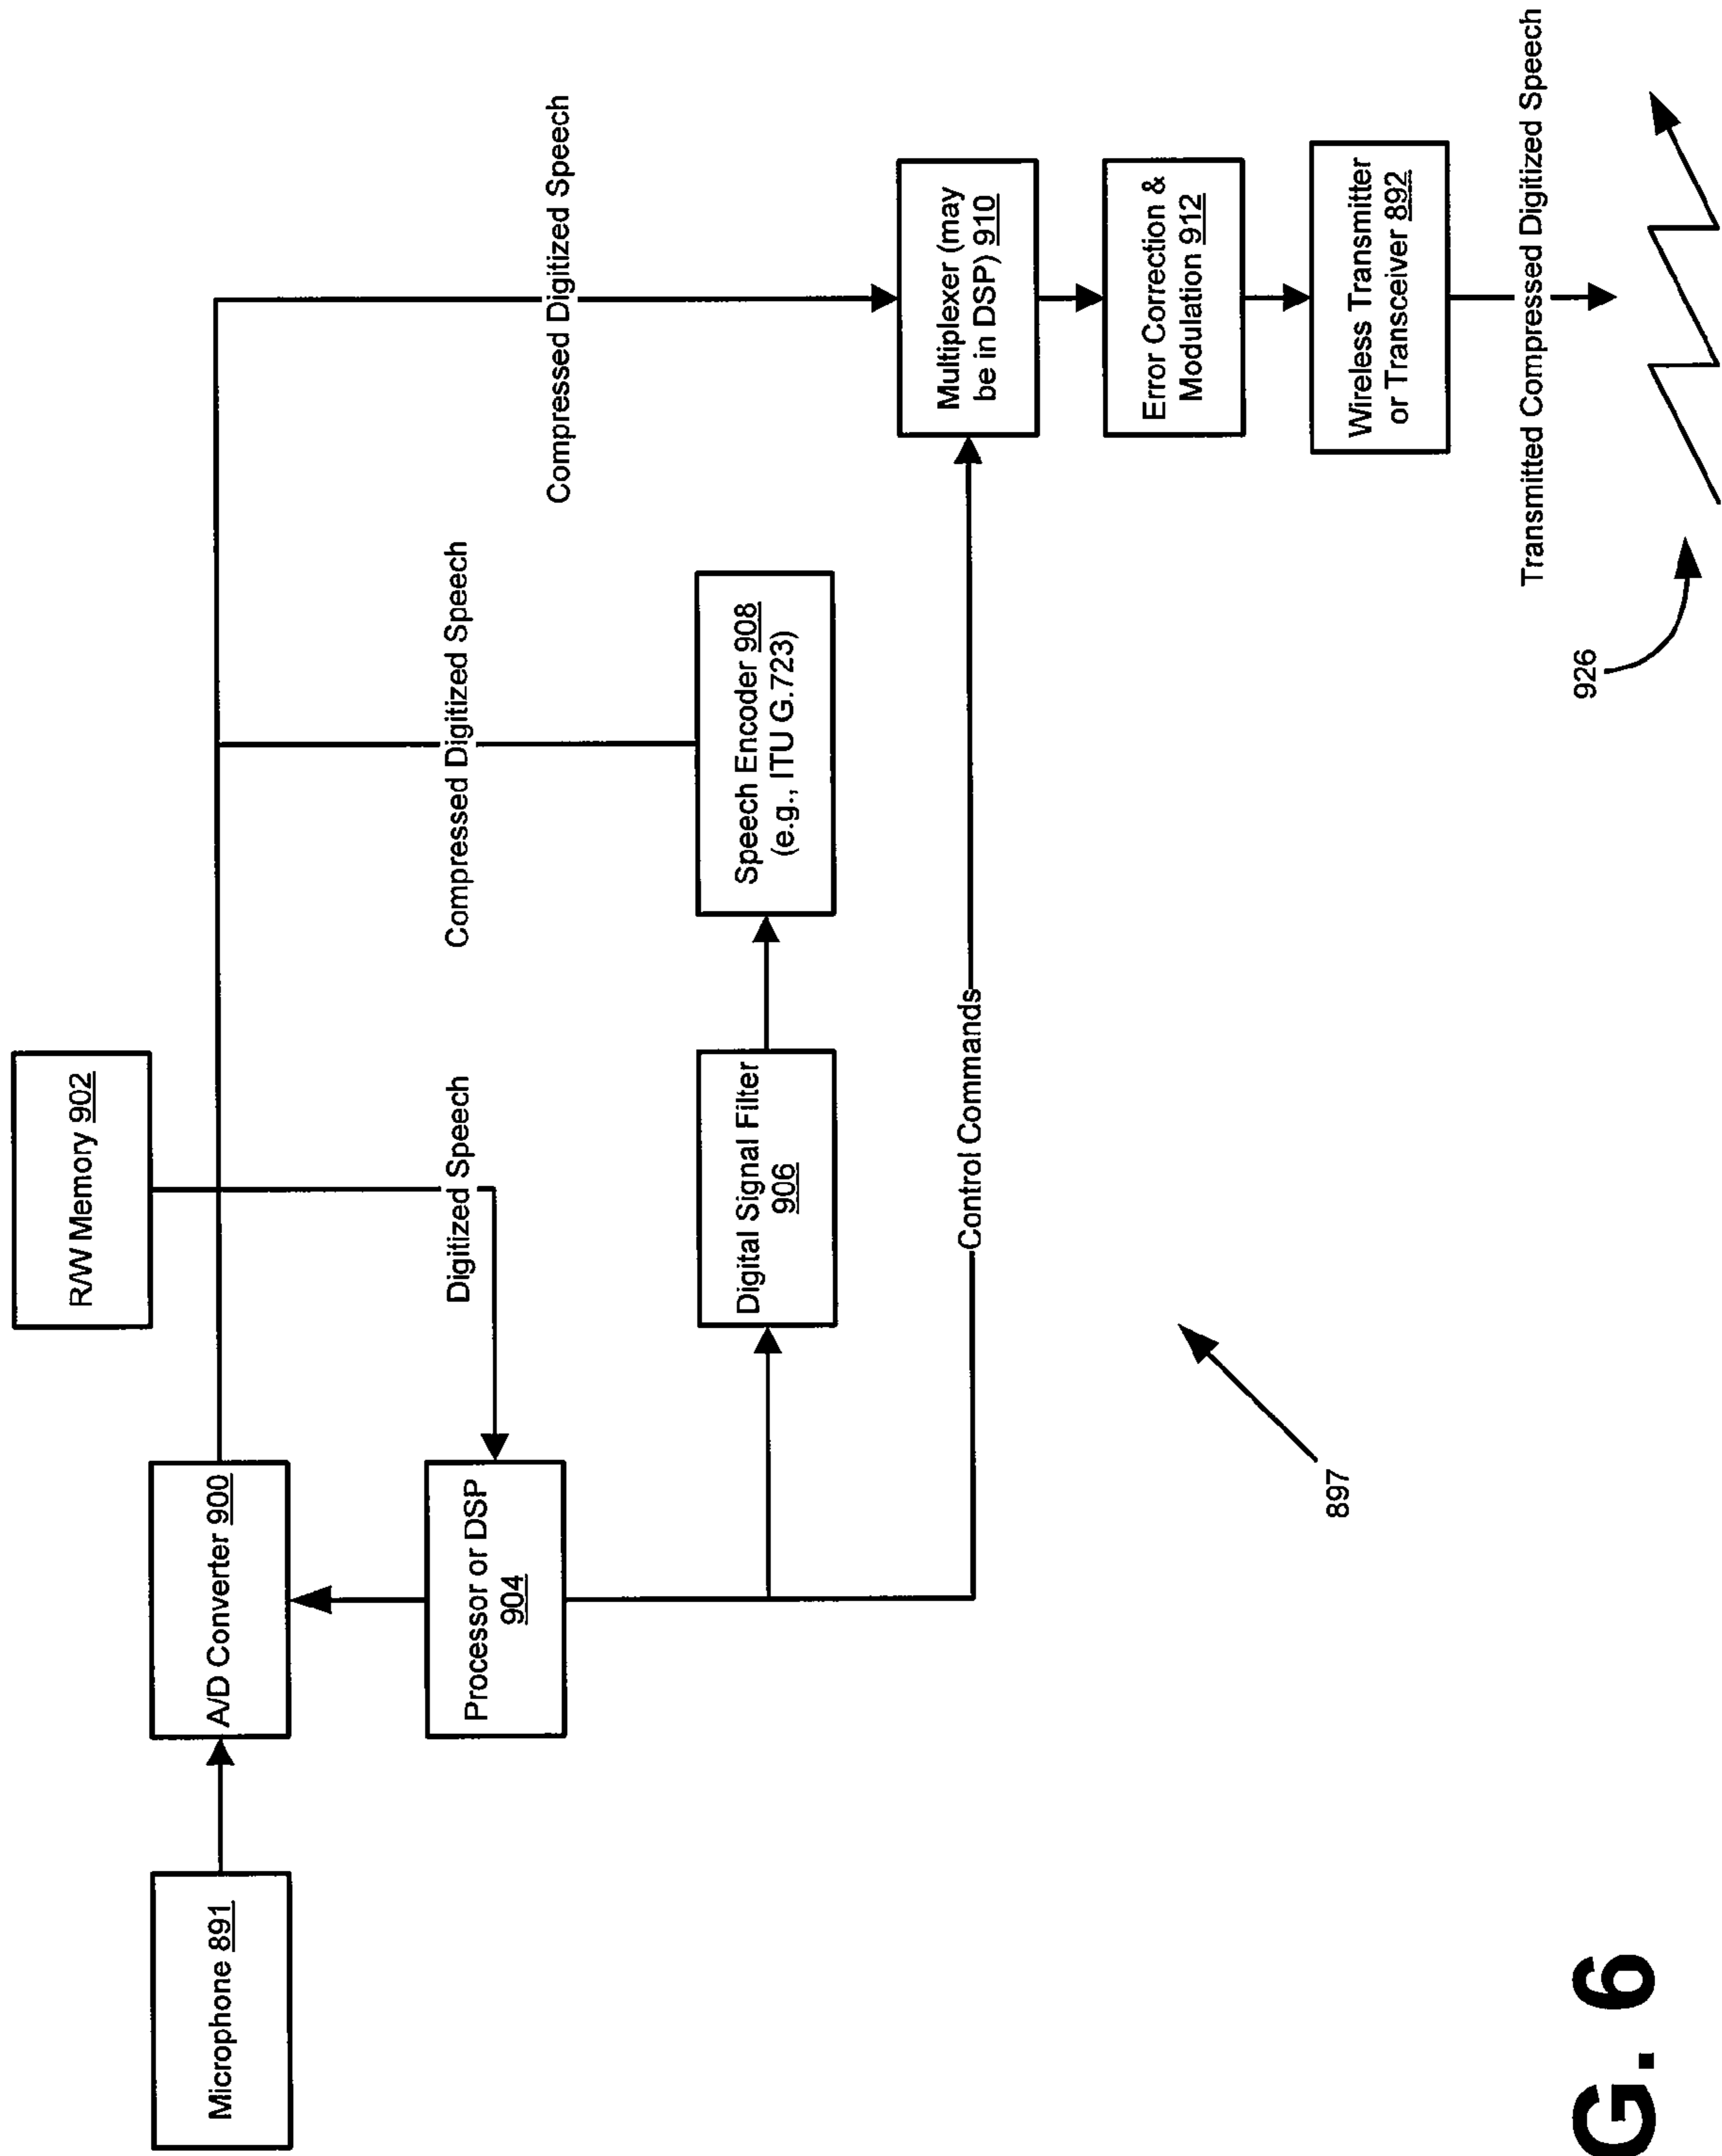 R/W Memory 902
Microphone 891
A/D Converter 900
Compressed Digitized Speech
Digitized Speech
Compressed Digitized Speech
Processor or DSP
904
Digital Signal Filter
906
Speech Encoder 908
(e.g., ITU G.723)
Multiplexer (may
be in DSP) 910
Control Commands
Error Correction &
Modulation 912
Wireless Transmitter
or Transceiver 892
897
Transmitted Compressed Digitized Speech
926
G. 6